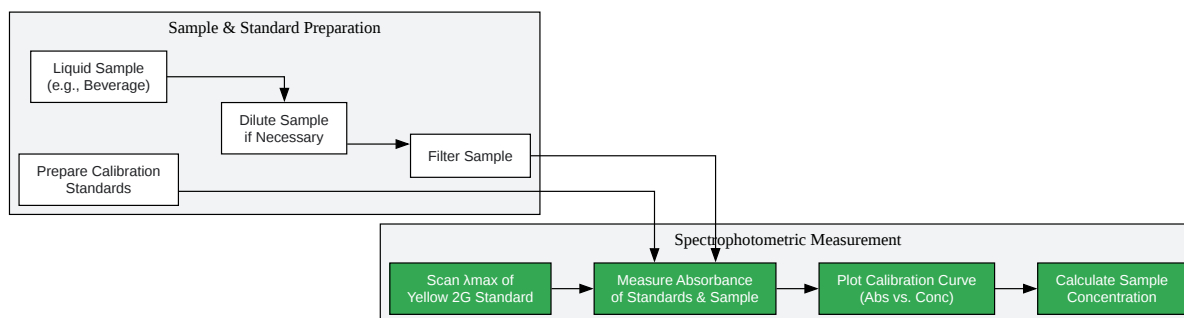 Sample & Standard Preparation
Liquid Sample
(e.g., Beverage)
Dilute Sample
if Necessary
Filter Sample
Prepare Calibration
Standards
Spectrophotometric Measurement
Scan λmax of
Yellow 2G Standard
Measure Absorbance
of Standards & Sample
Plot Calibration Curve
(Abs vs. Conc)
Calculate Sample
Concentration